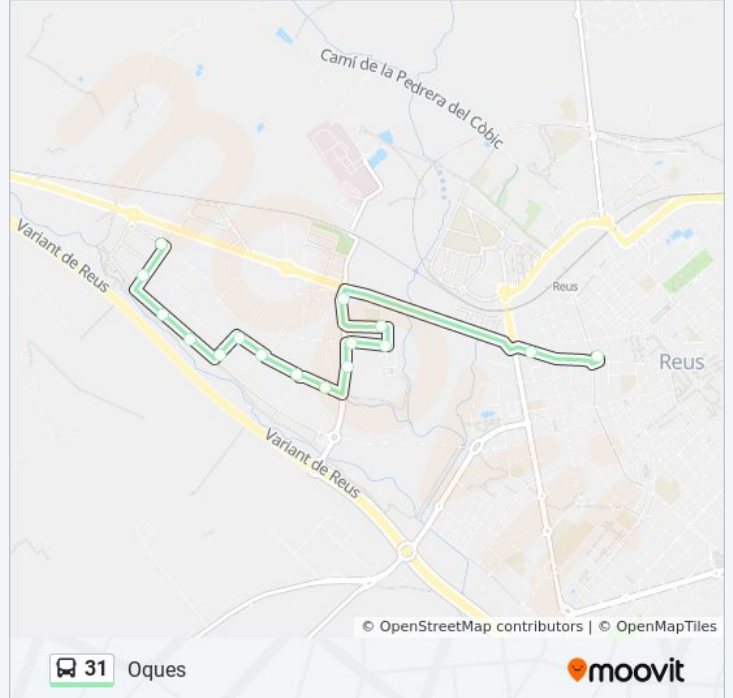 Camí de la Pedrera del Còbic
Variant de Reus
Reus
Reus
Variant de Reus
© OpenStreetMap contributors | © OpenMapTiles
31 Oques
moovit